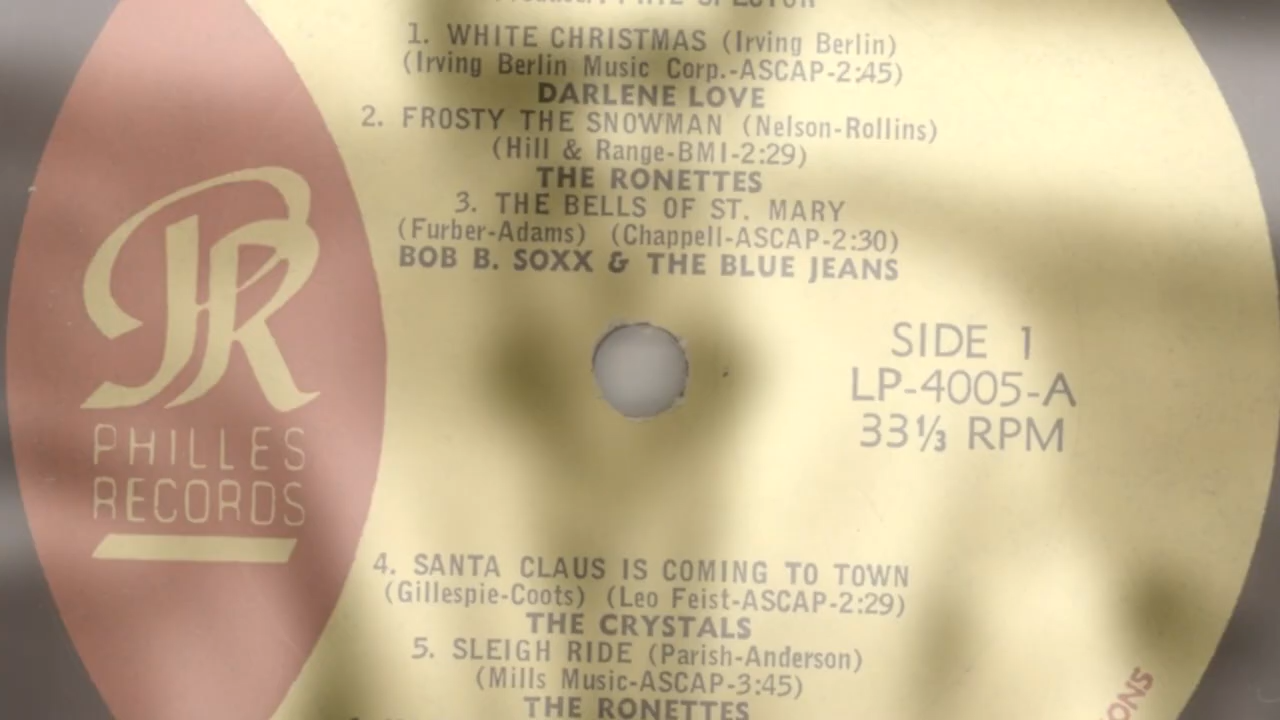 1. WHITE CHRISTMAS (Irving Berlin)
(Irving Berlin Music Corp.-ASCAP-2:45)
DARLENE LOVE
2. FROSTY THE SNOWMAN (Nelson-Rollins)
(Hill & Range-BMI-2:29)
THE RONETTES
3. THE BELLS OF ST. MARY
(Furber-Adams) (Chappell-ASCAP-2:30)
BOB B. SOXX & THE BLUE JEANS
SIDE 1
LP-4005-A
33⅓ RPM
PR
PHILLES
RECORDS
4. SANTA CLAUS IS COMING TO TOWN
(Gillespie-Coots) (Leo Feist-ASCAP-2:29)
THE CRYSTALS
5. SLEIGH RIDE (Parish-Anderson)
(Mills Music-ASCAP-3:45)
THE RONETTES